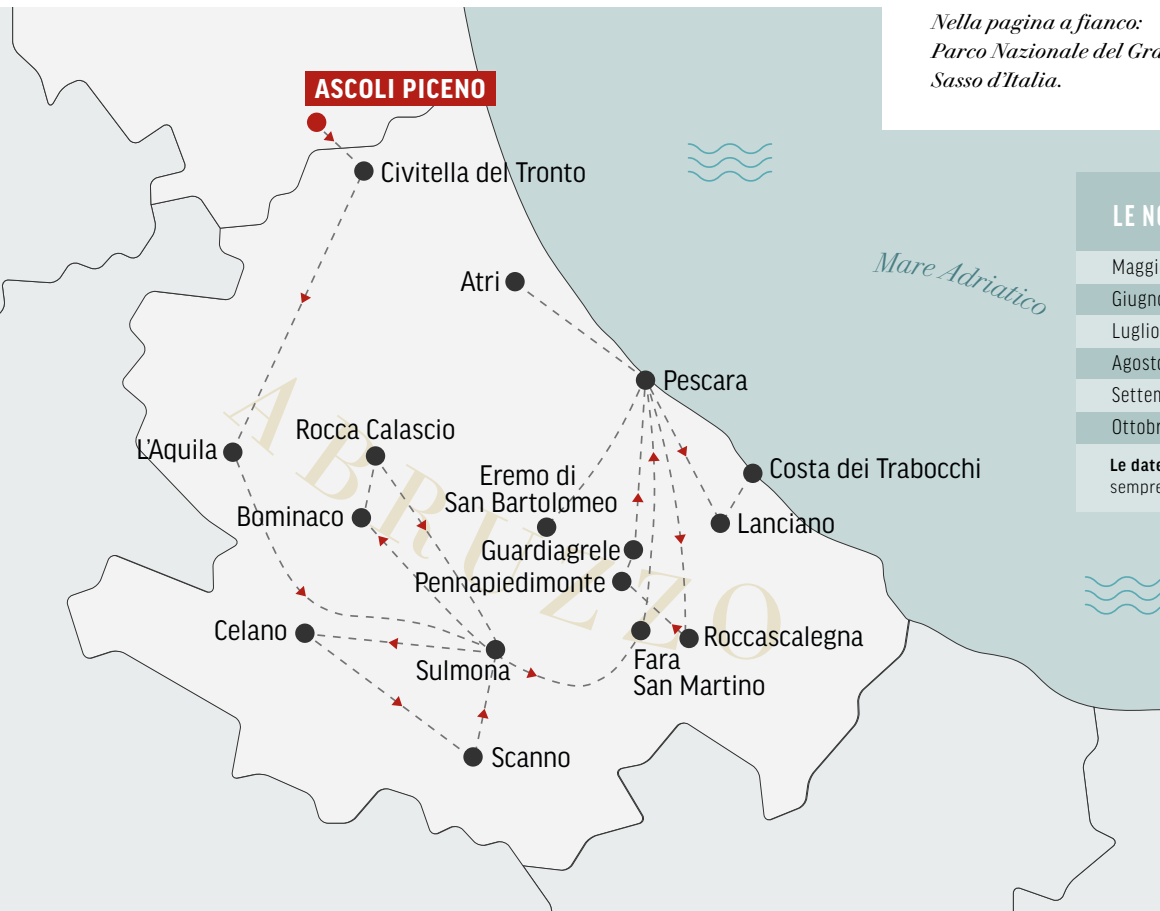 Nella pagina a fianco:
Parco Nazionale del Gra
Sasso d'Italia.
ASCOLI PICENO
Civitella del Tronto
Atri
Mare Adriatico
LE NO
Maggi
Giugno
Luglio
Agosto
Setten
Ottobr
Le date
sempre
Pescara
L'Aquila
Rocca Calascio
ABRUZZO
Costa dei Trabocchi
Eremo di
San Bartolomeo
Bominaco
Lanciano
Guardiagrele
Pennapiedimonte
Celano
Sulmona
Roccascalegna
Fara
San Martino
Scanno